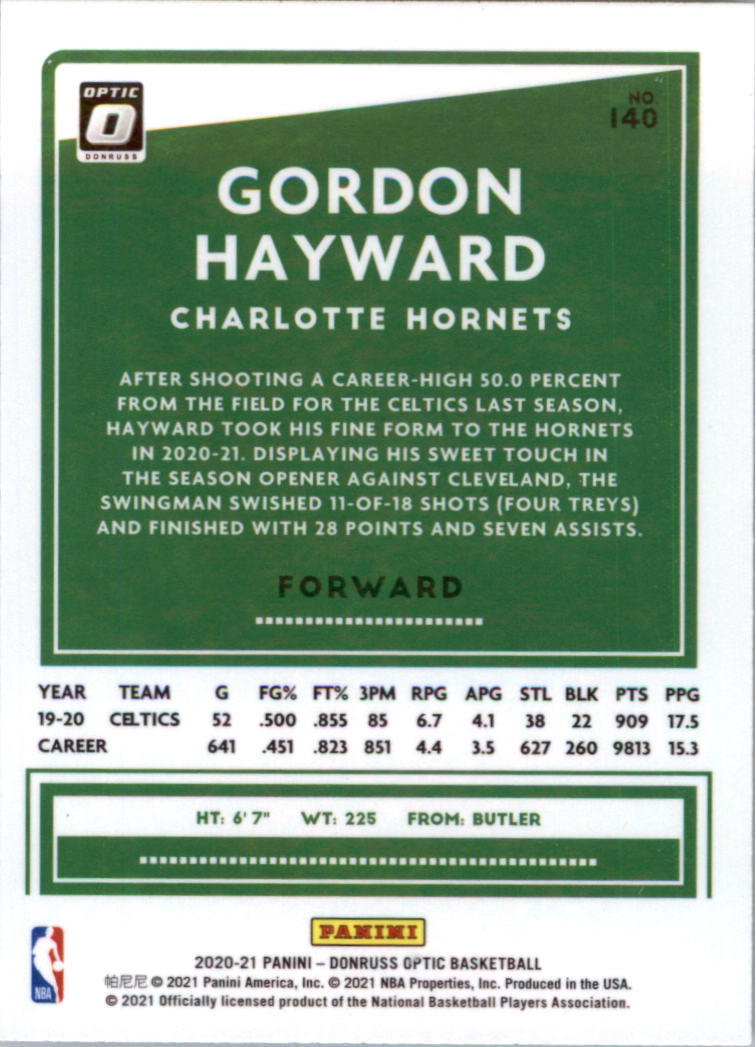 OPTIC
O
DONRUSS
NO.
140
GORDON
HAYWARD
CHARLOTTE HORNETS
AFTER SHOOTING A CAREER-HIGH 50.0 PERCENT
FROM THE FIELD FOR THE CELTICS LAST SEASON,
HAYWARD TOOK HIS FINE FORM TO THE HORNETS
IN 2020-21. DISPLAYING HIS SWEET TOUCH IN
THE SEASON OPENER AGAINST CLEVELAND, THE
SWINGMAN SWISHED 11-OF-18 SHOTS (FOUR TREYS)
AND FINISHED WITH 28 POINTS AND SEVEN ASSISTS.
FORWARD
YEAR TEAM G FG% FT% 3PM RPG APG STL BLK PTS PPG
19-20 CELTICS 52 .500 .855 85 6.7 4.1 38 22 909 17.5
CAREER 641 .451 .823 851 4.4 3.5 627 260 9813 15.3
HT: 6' 7" WT: 225 FROM: BUTLER
PANINI
2020-21 PANINI – DONRUSS OPTIC BASKETBALL
帕尼尼 © 2021 Panini America, Inc. © 2021 NBA Properties, Inc. Produced in the USA.
© 2021 Officially licensed product of the National Basketball Players Association.
NBA